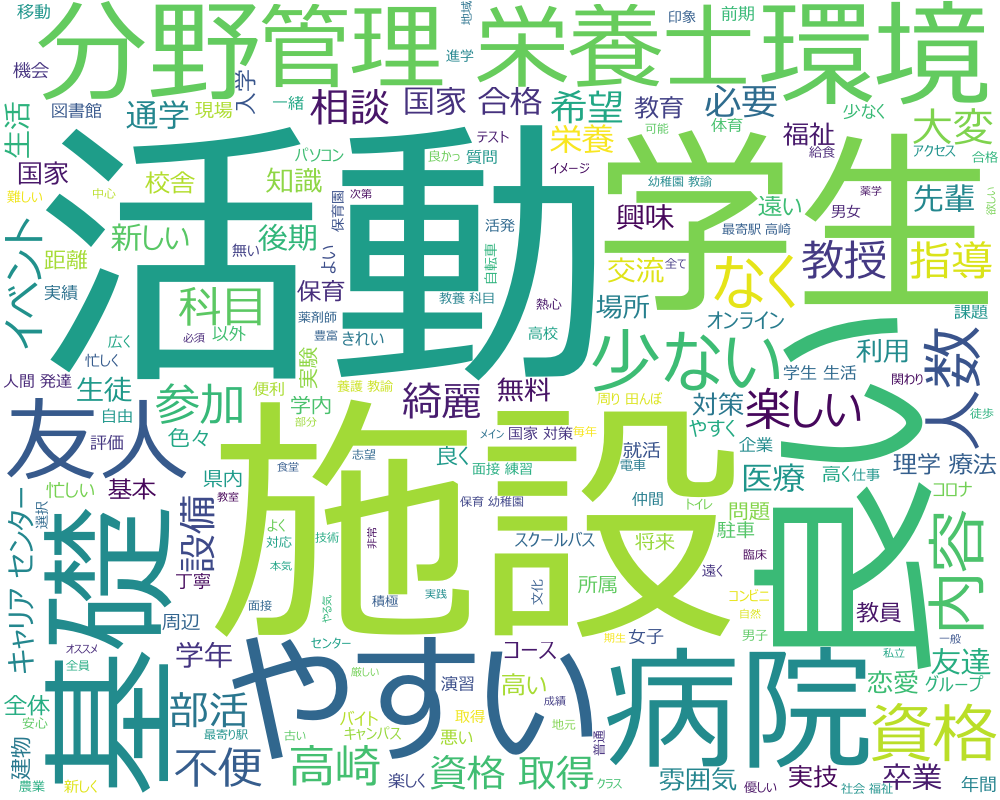 移動
分野管理
栄養士
環境
地域
印象
前期
進学
機会
入学
図書館
通学
現場
一緒
相談
国家
合格
希望
教育
必要
少なく
生活
テスト
可能
体育
大変
栄養
福祉
給食
アクセス
国家
校舎
パソコン
知識
良かっ
質問
イメージ
合格
難しい
中心
次第
保育園
活動
学生
幼稚園 教諭
薬学
先輩
うつし
欲しい
新しい
後期
無い
よい
活発
自転車
興味
男女
遠い
最寄駅 高崎
イベント
距離
実績
科目
保育
教養 科目
交流
全て
なく
教授
指導
薬剤師
熱心
場所
オンライン
課題
広く
忙しく
必須
以外
豊富
きれい
高校
少ない
利用
人数
人間 発達
生徒
自由
参加
便利
実験
養護 教諭
綺麗
無料
周り 田んぼ
対策
学生 生活
関わり
楽しい
徒歩
友人
評価
色々
学内
部分
メイン
国家 対策
毎年
やすく
企業
良い
県内
食堂
志望
良く
面接 練習
就活
電車
医療
高く
仕事
理学 療法
忙しい
基本
教室
保育 幼稚園
仲間
トイレ
コロナ
キャリア センター
選択
基礎
設備
施設
よく
対応
技術
非常
スクールバス
将来
問題
駐車
臨床
内容
丁寧
本気
積極
実践
文化
所属
遠く
コンビニ
自然
教員
周辺
面接
やる気
センター
コース
期生
女子
男子
一般
オススメ
全員
学年
やすい
病院
私立
友達
全体
安心
部活
厳しい
演習
高い
恋愛
グループ
最寄り駅
バイト
キャンパス
成績
取得
地元
資格
建物
不便
高崎
古い
悪い
普通
農業
新しく
楽しく
資格 取得
クラス
雰囲気
優しい
実技
社会 福祉
卒業
年間